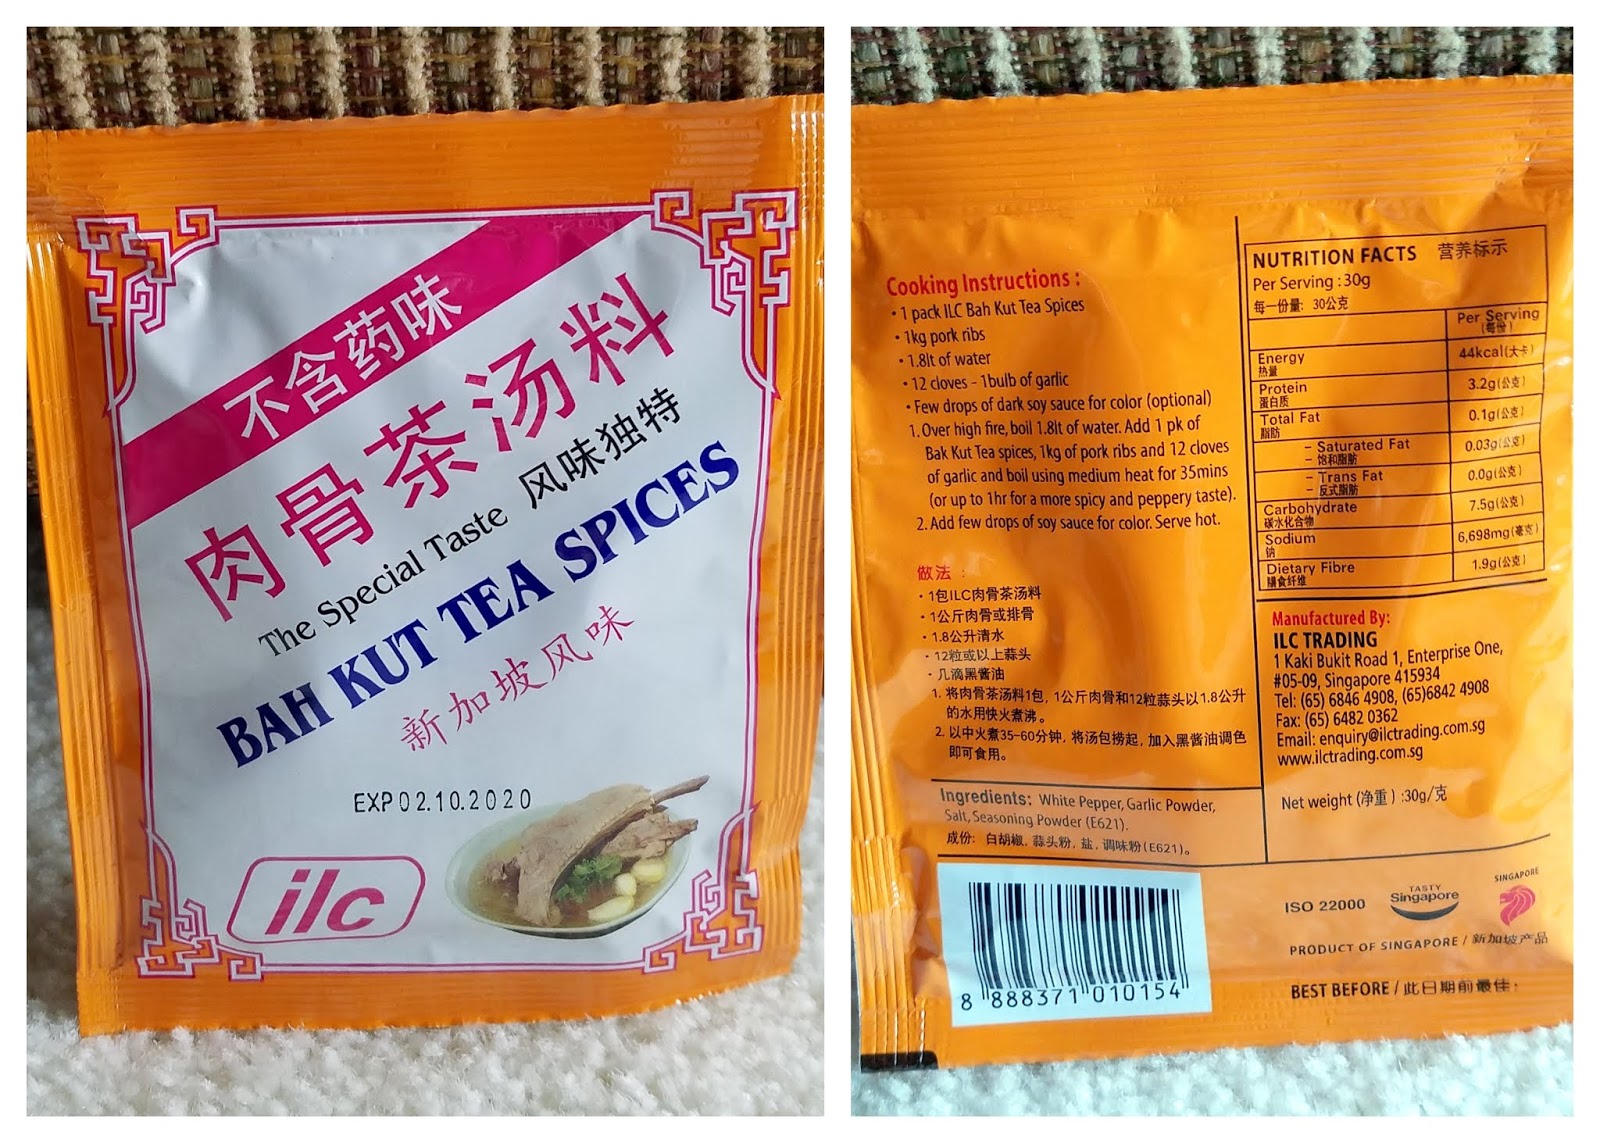 不含药味
肉骨茶汤料
The Special Taste 风味独特
BAH KUT TEA SPICES
新加坡风味
EXP 02.10.2020
ilc
Cooking Instructions :
• 1 pack ILC Bah Kut Tea Spices
• 1kg pork ribs
• 1.8lt of water
• 12 cloves - 1bulb of garlic
• Few drops of dark soy sauce for color (optional)
1. Over high fire, boil 1.8lt of water. Add 1 pk of
Bak Kut Tea spices, 1kg of pork ribs and 12 cloves
of garlic and boil using medium heat for 35mins
(or up to 1hr for a more spicy and peppery taste).
2. Add few drops of soy sauce for color. Serve hot.
做法 :
• 1包ILC肉骨茶汤料
• 1公斤肉骨或排骨
• 1.8公升清水
• 12粒或以上蒜头
• 几滴黑酱油
1. 将肉骨茶汤料1包, 1公斤肉骨和12粒蒜头以1.8公升
的水用快火煮沸。
2. 以中火煮35-60分钟, 将汤包捞起, 加入黑酱油调色
即可食用。
Ingredients: White Pepper, Garlic Powder,
Salt, Seasoning Powder (E621).
成份: 白胡椒, 蒜头粉, 盐, 调味粉(E621)。
8 888371 010154
NUTRITION FACTS 营养标示
Per Serving : 30g
每一份量: 30公克
Per Serving
(每份)
Energy 44kcal(大卡)
热量
Protein 3.2g(公克)
蛋白质
Total Fat 0.1g(公克)
脂肪
- Saturated Fat 0.03g(公克)
- 饱和脂肪
- Trans Fat 0.0g(公克)
- 反式脂肪
Carbohydrate 7.5g(公克)
碳水化合物
Sodium 6,698mg(毫克)
钠
Dietary Fibre 1.9g(公克)
膳食纤维
Manufactured By:
ILC TRADING
1 Kaki Bukit Road 1, Enterprise One,
#05-09, Singapore 415934
Tel: (65) 6846 4908, (65)6842 4908
Fax: (65) 6482 0362
Email: enquiry@ilctrading.com.sg
www.ilctrading.com.sg
Net weight (净重) :30g/克
ISO 22000
TASTY
Singapore
SINGAPORE
PRODUCT OF SINGAPORE / 新加坡产品
BEST BEFORE / 此日期前最佳: